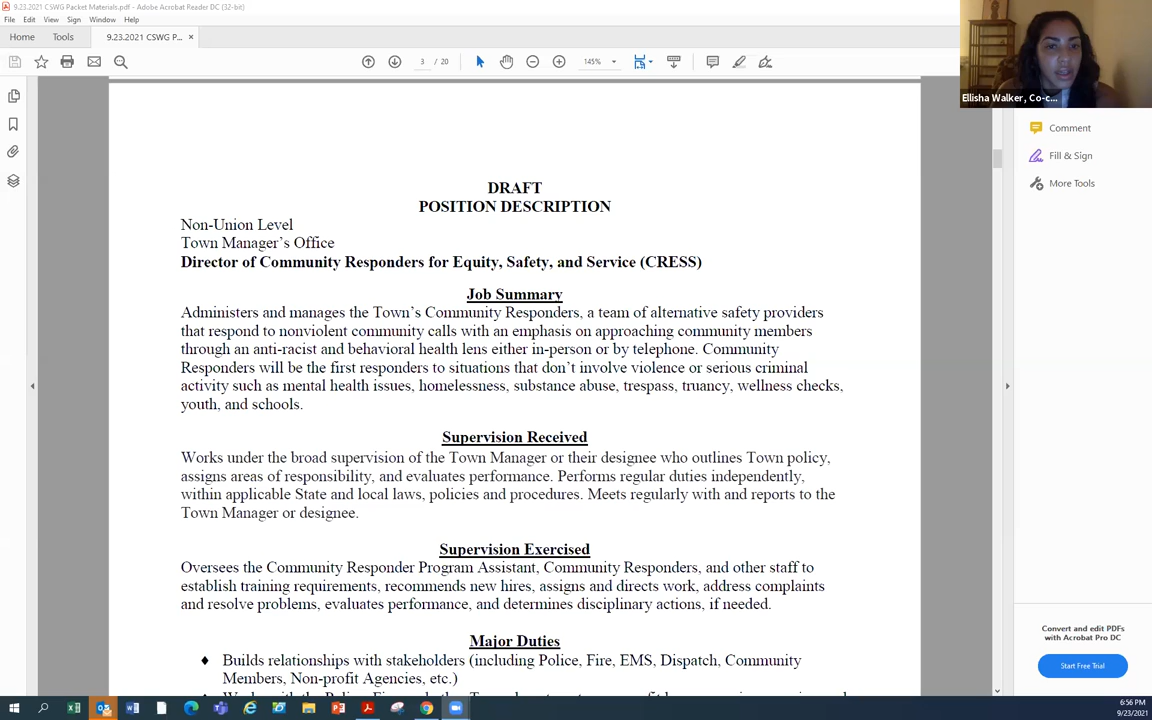 9.23.2021 CSWG Packet Materials.pdf - Adobe Acrobat Reader DC (32-bit)
File Edit View Sign Window Help
Home Tools 9.23.2021 CSWG P... ×
3 / 20 145%
Ellisha Walker, Co-c...
Comment
Fill & Sign
More Tools
DRAFT
POSITION DESCRIPTION
Non-Union Level
Town Manager's Office
Director of Community Responders for Equity, Safety, and Service (CRESS)
Job Summary
Administers and manages the Town's Community Responders, a team of alternative safety providers
that respond to nonviolent community calls with an emphasis on approaching community members
through an anti-racist and behavioral health lens either in-person or by telephone. Community
Responders will be the first responders to situations that don't involve violence or serious criminal
activity such as mental health issues, homelessness, substance abuse, trespass, truancy, wellness checks,
youth, and schools.
Supervision Received
Works under the broad supervision of the Town Manager or their designee who outlines Town policy,
assigns areas of responsibility, and evaluates performance. Performs regular duties independently,
within applicable State and local laws, policies and procedures. Meets regularly with and reports to the
Town Manager or designee.
Supervision Exercised
Oversees the Community Responder Program Assistant, Community Responders, and other staff to
establish training requirements, recommends new hires, assigns and directs work, address complaints
and resolve problems, evaluates performance, and determines disciplinary actions, if needed.
Major Duties
♦ Builds relationships with stakeholders (including Police, Fire, EMS, Dispatch, Community
Members, Non-profit Agencies, etc.)
Convert and edit PDFs
with Acrobat Pro DC
Start Free Trial
6:56 PM
9/23/2021